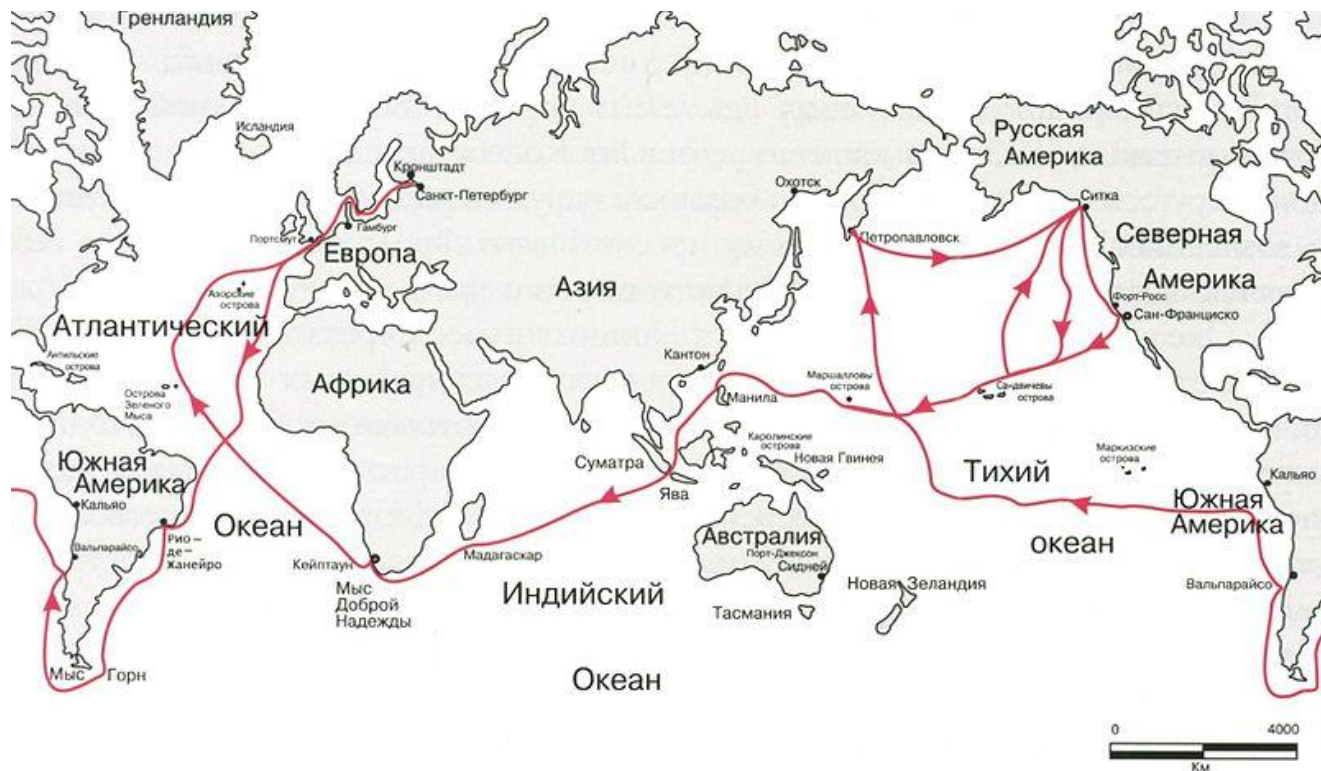 Гренландия
Исландия
Кронштадт
Санкт-Петербург
Портсмут
Гамбург
Европа
Охотск
Петропавловск
Русская
Америка
Ситка
Северная
Америка
Форт-Росс
Сан-Франциско
Азорские
острова
Атлантический
Антильские
острова
Острова
Зеленого
Мыса
Азия
Африка
Кантон
Манила
Маршалловы
острова
Сандвичевы
острова
Каролинские
острова
Новая Гвинея
Маркизские
острова
Суматра
Ява
Тихий
океан
Южная
Америка
Кальяо
Вальпарайсо
Рио–
де–
Жанейро
Океан
Кейптаун
Мыс
Доброй
Надежды
Мадагаскар
Индийский
Океан
Австралия
Порт-Джексон
Сидней
Тасмания
Новая Зеландия
Кальяо
Южная
Америка
Вальпарайсо
Мыс Горн
0 4000
Км